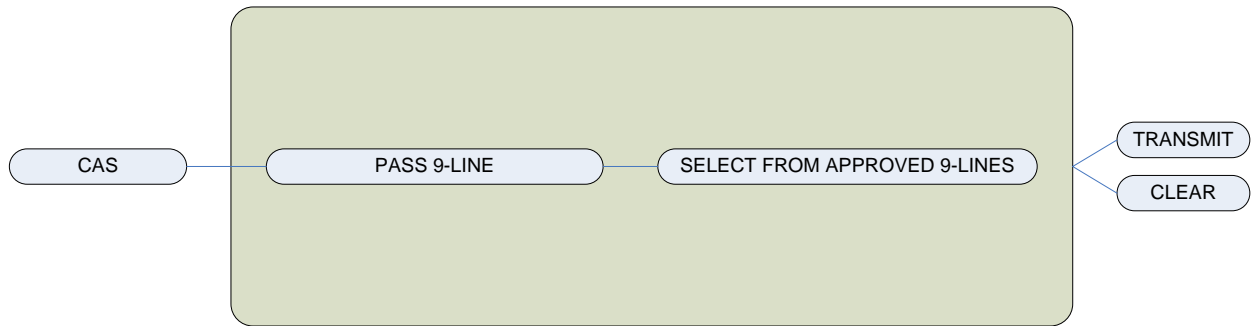 CAS
PASS 9-LINE
SELECT FROM APPROVED 9-LINES
TRANSMIT
CLEAR